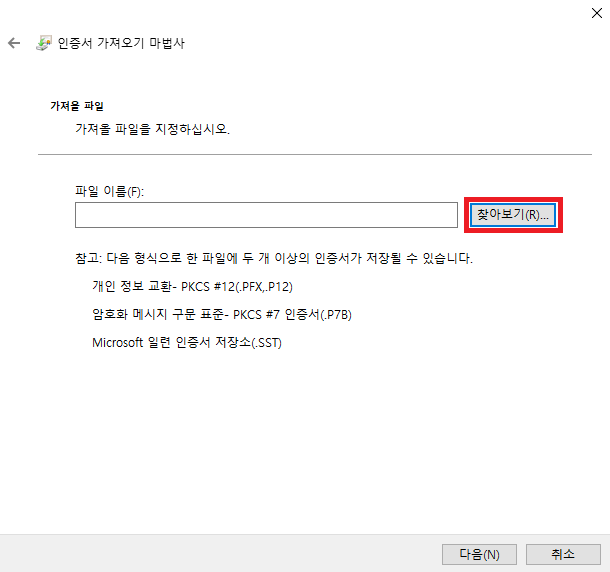 인증서 가져오기 마법사
가져올 파일
가져올 파일을 지정하십시오.
파일 이름(F):
찾아보기(R)...
참고: 다음 형식으로 한 파일에 두 개 이상의 인증서가 저장될 수 있습니다.
개인 정보 교환- PKCS #12(.PFX,.P12)
암호화 메시지 구문 표준- PKCS #7 인증서(.P7B)
Microsoft 일련 인증서 저장소(.SST)
다음(N)
취소